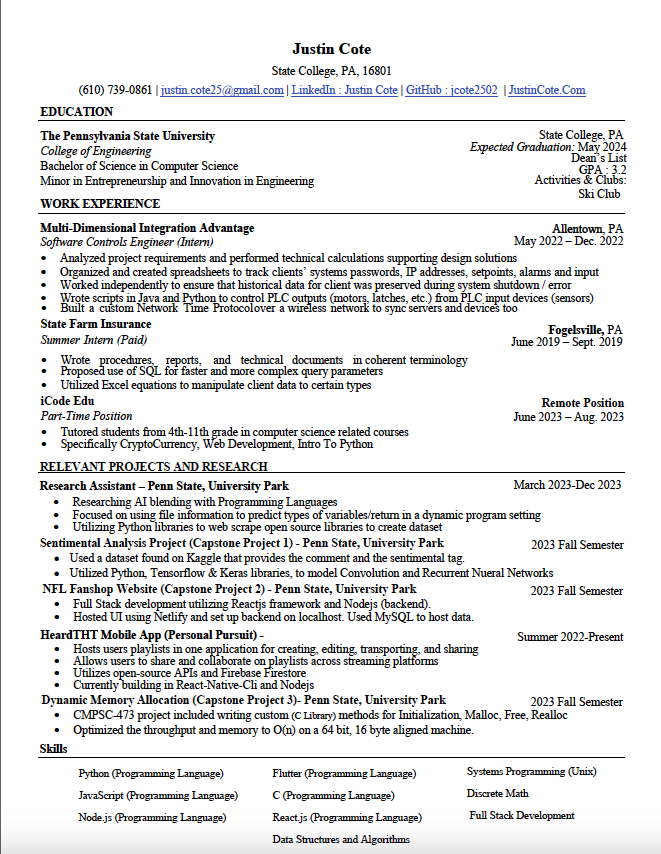 Justin Cote
State College, PA, 16801
(610) 739-0861 | justin.cote25@gmail.com | LinkedIn : Justin Cote | GitHub : jcote2502 | JustinCote.Com
EDUCATION
The Pennsylvania State University State College, PA
College of Engineering Expected Graduation: May 2024
Bachelor of Science in Computer Science Dean's List
GPA : 3.2
Minor in Entrepreneurship and Innovation in Engineering Activities & Clubs:
Ski Club
WORK EXPERIENCE
Multi-Dimensional Integration Advantage Allentown, PA
Software Controls Engineer (Intern) May 2022 – Dec. 2022
• Analyzed project requirements and performed technical calculations supporting design solutions
• Organized and created spreadsheets to track clients' systems passwords, IP addresses, setpoints, alarms and input
• Worked independently to ensure that historical data for client was preserved during system shutdown / error
• Wrote scripts in Java and Python to control PLC outputs (motors, latches, etc.) from PLC input devices (sensors)
• Built a custom Network Time Protocolover a wireless network to sync servers and devices too
State Farm Insurance Fogelsville, PA
Summer Intern (Paid) June 2019 – Sept. 2019
• Wrote procedures, reports, and technical documents in coherent terminology
• Proposed use of SQL for faster and more complex query parameters
• Utilized Excel equations to manipulate client data to certain types
iCode Edu Remote Position
Part-Time Position June 2023 – Aug. 2023
• Tutored students from 4th-11th grade in computer science related courses
• Specifically CryptoCurrency, Web Development, Intro To Python
RELEVANT PROJECTS AND RESEARCH
Research Assistant – Penn State, University Park March 2023-Dec 2023
• Researching AI blending with Programming Languages
• Focused on using file information to predict types of variables/return in a dynamic program setting
• Utilizing Python libraries to web scrape open source libraries to create dataset
Sentimental Analysis Project (Capstone Project 1) - Penn State, University Park 2023 Fall Semester
• Used a dataset found on Kaggle that provides the comment and the sentimental tag.
• Utilized Python, Tensorflow & Keras libraries, to model Convolution and Recurrent Nueral Networks
NFL Fanshop Website (Capstone Project 2) - Penn State, University Park 2023 Fall Semester
• Full Stack development utilizing Reactjs framework and Nodejs (backend).
• Hosted UI using Netlify and set up backend on localhost. Used MySQL to host data.
HeardTHT Mobile App (Personal Pursuit) - Summer 2022-Present
• Hosts users playlists in one application for creating, editing, transporting, and sharing
• Allows users to share and collaborate on playlists across streaming platforms
• Utilizes open-source APIs and Firebase Firestore
• Currently building in React-Native-Cli and Nodejs
Dynamic Memory Allocation (Capstone Project 3)- Penn State, University Park 2023 Fall Semester
• CMPSC-473 project included writing custom (C Library) methods for Initialization, Malloc, Free, Realloc
• Optimized the throughput and memory to O(n) on a 64 bit, 16 byte aligned machine.
Skills
Python (Programming Language) Flutter (Programming Language) Systems Programming (Unix)
JavaScript (Programming Language) C (Programming Language) Discrete Math
Node.js (Programming Language) React.js (Programming Language) Full Stack Development
Data Structures and Algorithms